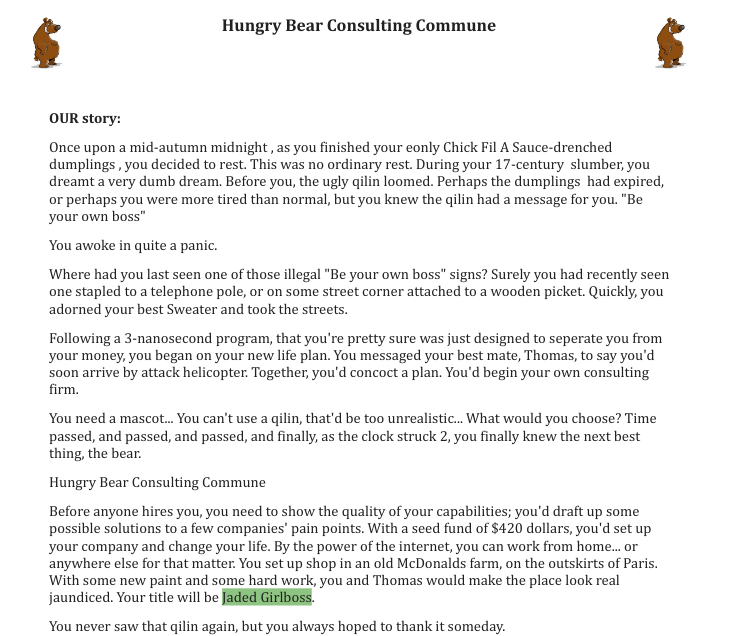 Hungry Bear Consulting Commune
OUR story:
Once upon a mid-autumn midnight , as you finished your eonly Chick Fil A Sauce-drenched
dumplings , you decided to rest. This was no ordinary rest. During your 17-century  slumber, you
dreamt a very dumb dream. Before you, the ugly qilin loomed. Perhaps the dumplings  had expired,
or perhaps you were more tired than normal, but you knew the qilin had a message for you. "Be
your own boss"
You awoke in quite a panic.
Where had you last seen one of those illegal "Be your own boss" signs? Surely you had recently seen
one stapled to a telephone pole, or on some street corner attached to a wooden picket. Quickly, you
adorned your best Sweater and took the streets.
Following a 3-nanosecond program, that you're pretty sure was just designed to seperate you from
your money, you began on your new life plan. You messaged your best mate, Thomas, to say you'd
soon arrive by attack helicopter. Together, you'd concoct a plan. You'd begin your own consulting
firm.
You need a mascot... You can't use a qilin, that'd be too unrealistic... What would you choose? Time
passed, and passed, and passed, and finally, as the clock struck 2, you finally knew the next best
thing, the bear.
Hungry Bear Consulting Commune
Before anyone hires you, you need to show the quality of your capabilities; you'd draft up some
possible solutions to a few companies' pain points. With a seed fund of $420 dollars, you'd set up
your company and change your life. By the power of the internet, you can work from home... or
anywhere else for that matter. You set up shop in an old McDonalds farm, on the outskirts of Paris.
With some new paint and some hard work, you and Thomas would make the place look real
jaundiced. Your title will be Jaded Girlboss.
You never saw that qilin again, but you always hoped to thank it someday.